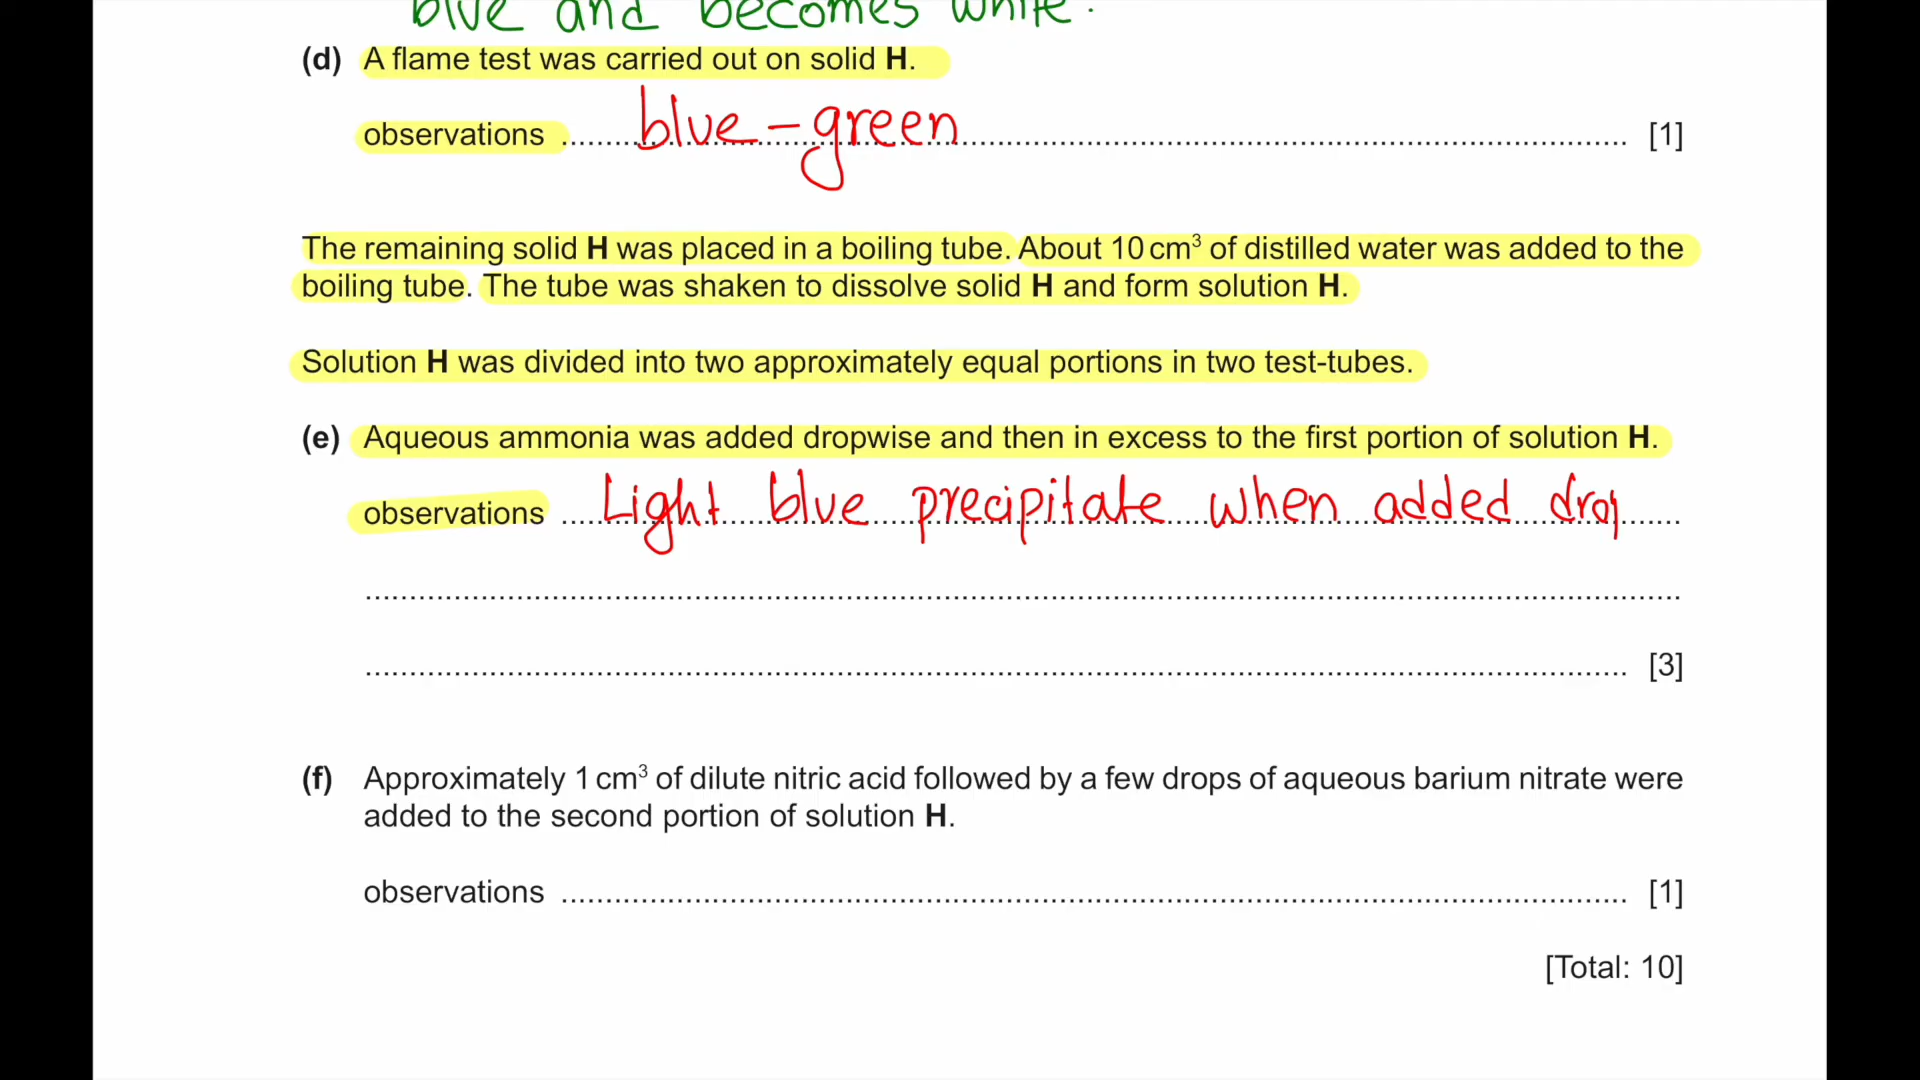 blue and becomes white.
(d) A flame test was carried out on solid H.
observations ...... blue-green ...... [1]
The remaining solid H was placed in a boiling tube. About 10 cm³ of distilled water was added to the
boiling tube. The tube was shaken to dissolve solid H and form solution H.
Solution H was divided into two approximately equal portions in two test-tubes.
(e) Aqueous ammonia was added dropwise and then in excess to the first portion of solution H.
observations ...... Light blue precipitate when added drop
[3]
(f) Approximately 1 cm³ of dilute nitric acid followed by a few drops of aqueous barium nitrate were
added to the second portion of solution H.
observations ...... [1]
[Total: 10]